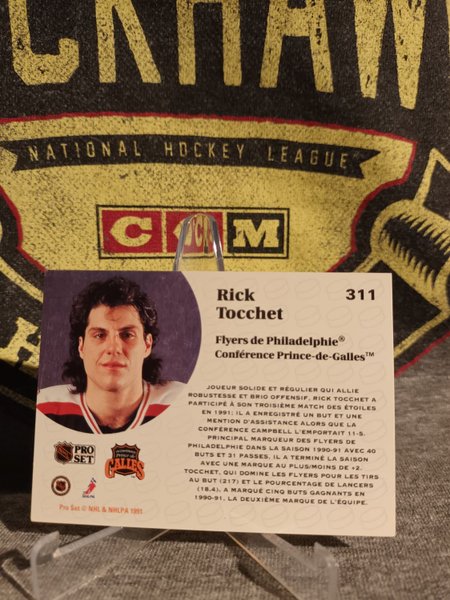 CKHAW
NATIONAL HOCKEY LEAGUE
CCM
Rick
Tocchet
311
Flyers de Philadelphie®
Conférence Prince-de-Galles™
JOUEUR SOLIDE ET RÉGULIER QUI ALLIE
ROBUSTESSE ET BRIO OFFENSIF, RICK TOCCHET A
PARTICIPÉ À SON TROISIÈME MATCH DES ÉTOILES
EN 1991: IL A ENREGISTRÉ UN BUT ET UNE
MENTION D'ASSISTANCE ALORS QUE LA
CONFÉRENCE CAMPBELL L'EMPORTAIT 11-5.
PRINCIPAL MARQUEUR DES FLYERS DE
PHILADELPHIE DANS LA SAISON 1990-91 AVEC 40
BUTS ET 31 PASSES, IL A TERMINÉ LA SAISON
AVEC UNE MARQUE AU PLUS/MOINS DE +2.
TOCCHET, QUI DOMINE LES FLYERS POUR LES TIRS
AU BUT (217) ET LE POURCENTAGE DE LANCERS
(18,4), A MARQUÉ CINQ BUTS GAGNANTS EN
1990-91, LA DEUXIÈME MARQUE DE L'ÉQUIPE.
NHL
PRO
SET
GALLES
NHLPA
Pro Set © NHL & NHLPA 1991